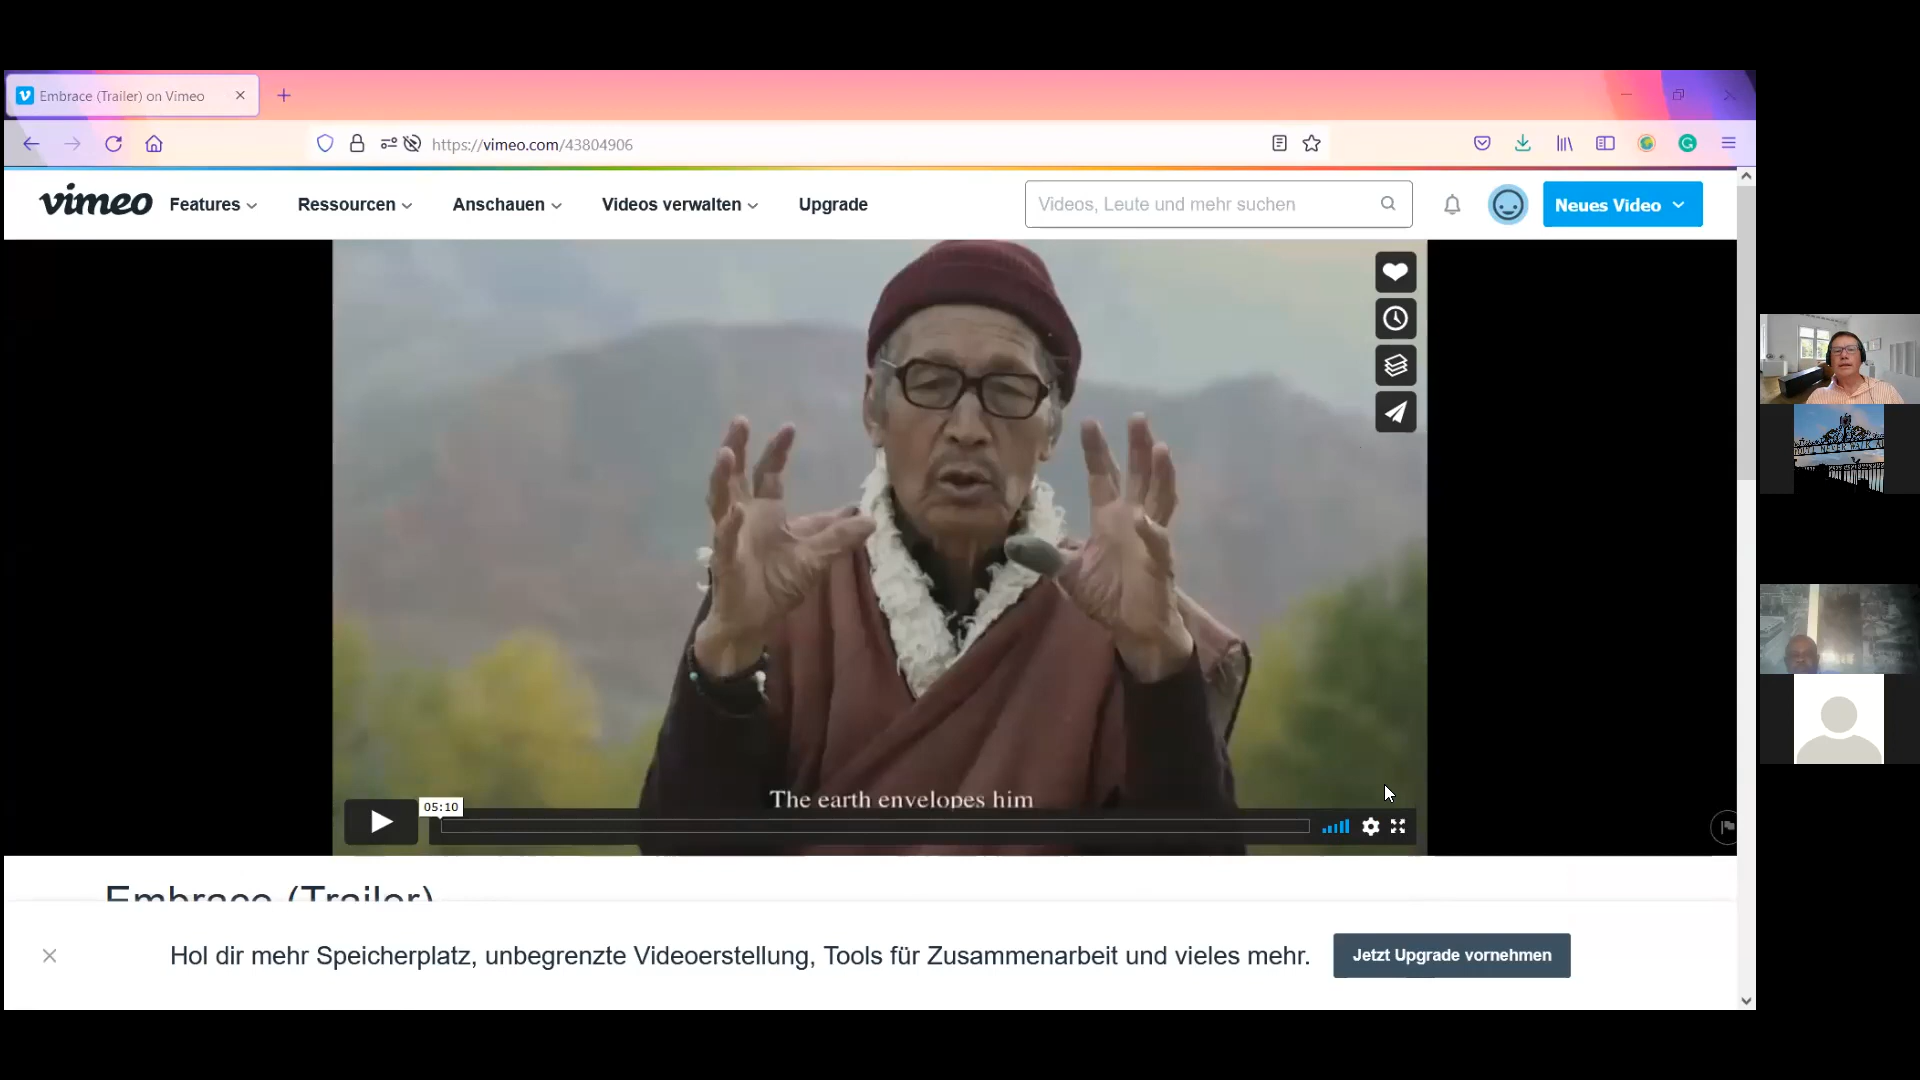 Embrace (Trailer) on Vimeo
https://vimeo.com/43804906
vimeo
Features
Ressourcen
Anschauen
Videos verwalten
Upgrade
Videos, Leute und mehr suchen
Neues Video
The earth envelopes him
05:10
Embrace (Trailer)
Hol dir mehr Speicherplatz, unbegrenzte Videoerstellung, Tools für Zusammenarbeit und vieles mehr.
Jetzt Upgrade vornehmen